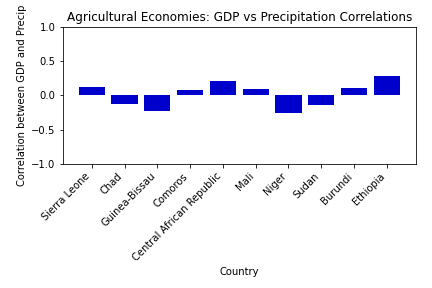 Agricultural Economies: GDP vs Precipitation Correlations
Correlation between GDP and Precip
1.0
0.5
0.0
−0.5
−1.0
Sierra Leone
Chad
Guinea-Bissau
Comoros
Central African Republic
Mali
Niger
Sudan
Burundi
Ethiopia
Country